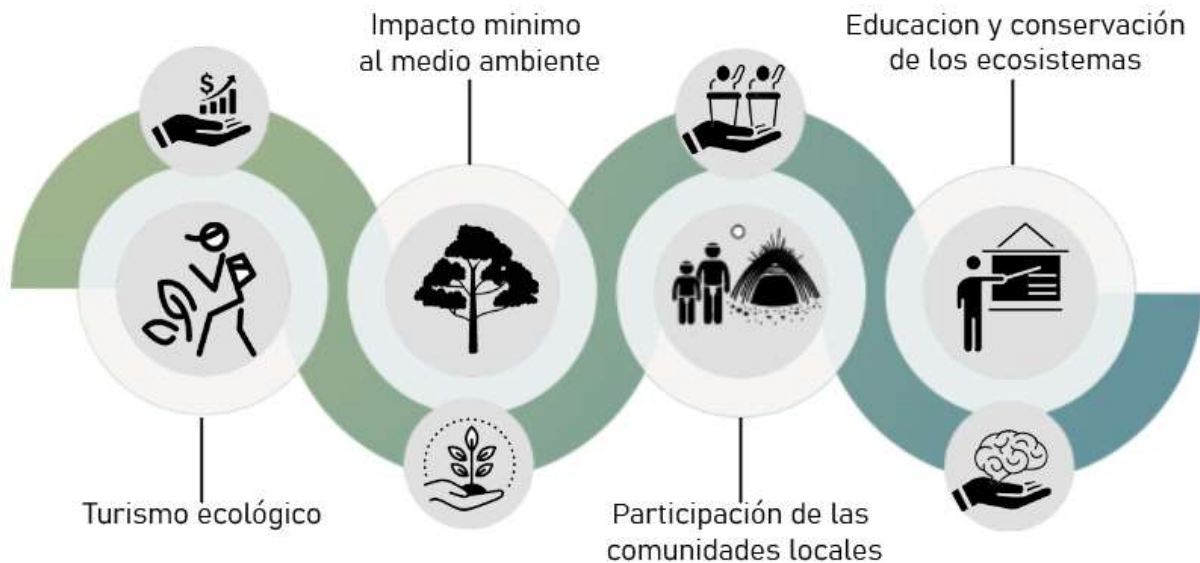 Impacto minimo
al medio ambiente
Educacion y conservación
de los ecosistemas
$
Turismo ecológico
Participación de las
comunidades locales